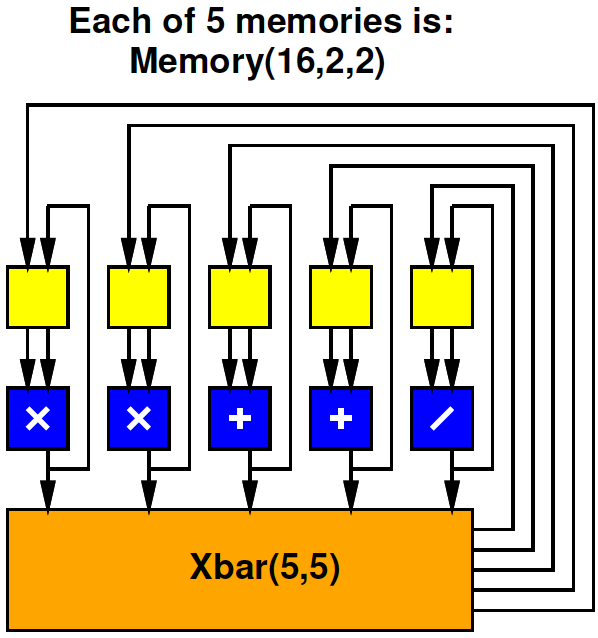 Each of 5 memories is:
Memory(16,2,2)
× × + + /
Xbar(5,5)